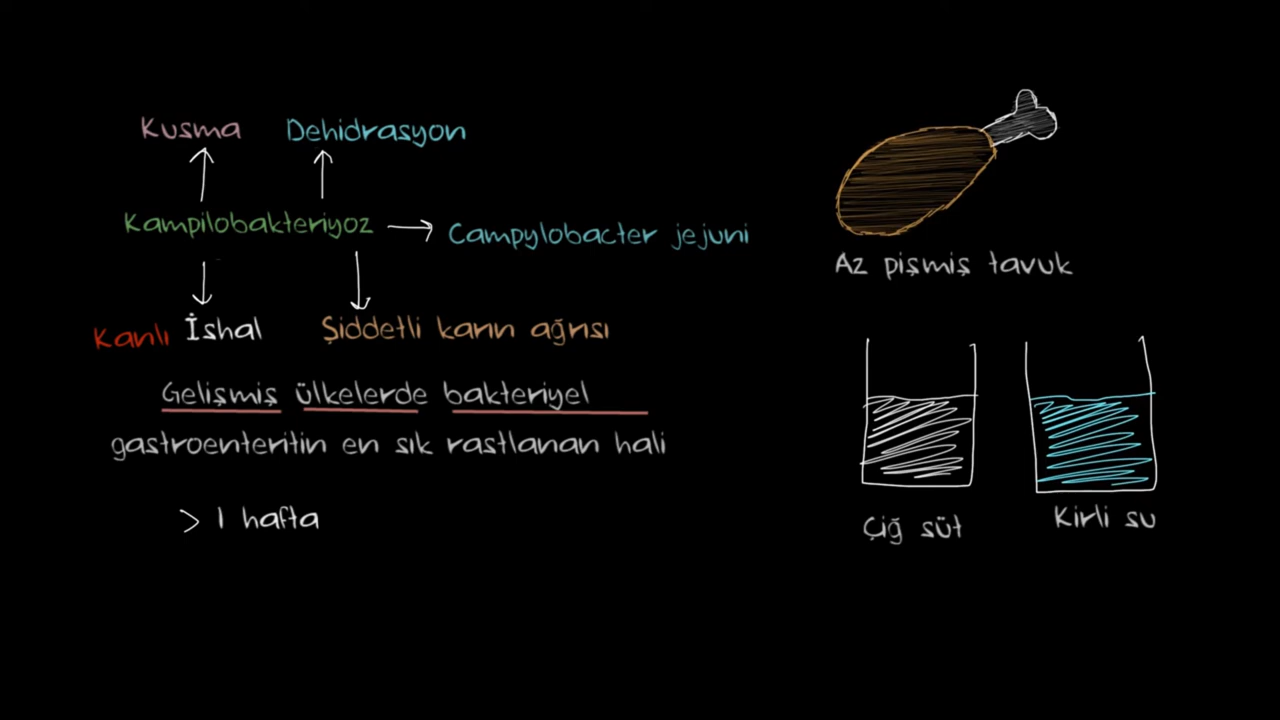 Kusma
Dehidrasyon
Kampilobakteriyoz
Campylobacter jejuni
Kanlı İshal
Şiddetli karın ağrısı
Gelişmiş ülkelerde bakteriyel
gastroenteritin en sık rastlanan hali
> 1 hafta
Az pişmiş tavuk
Çiğ süt
Kirli su